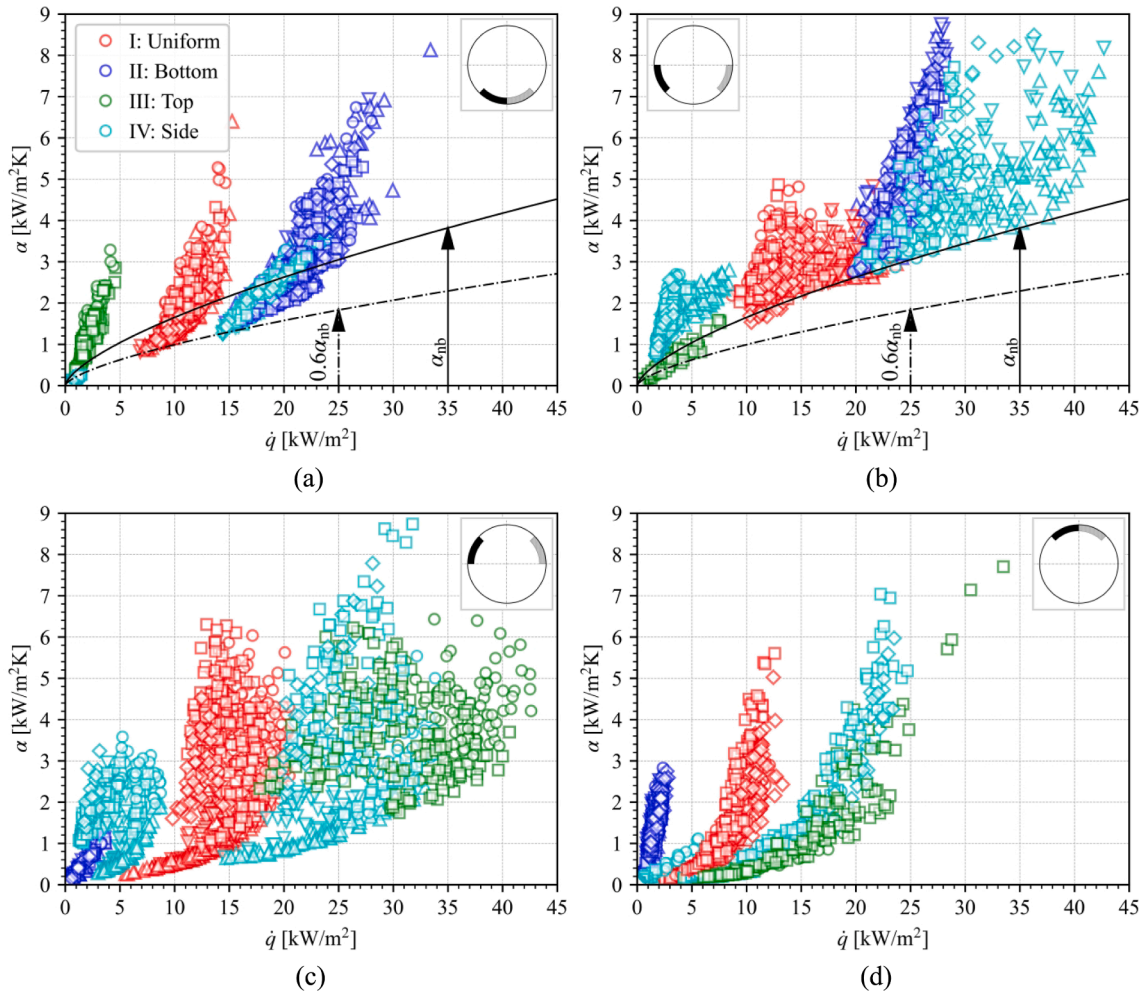 9
8
7
6
5
4
3
2
1
0
α [kW/m²K]
I: Uniform
II: Bottom
III: Top
IV: Side
0.6αnb
αnb
0 5 10 15 20 25 30 35 40 45
q̇ [kW/m²]
(a)
9
8
7
6
5
4
3
2
1
0
α [kW/m²K]
0.6αnb
αnb
0 5 10 15 20 25 30 35 40 45
q̇ [kW/m²]
(b)
9
8
7
6
5
4
3
2
1
0
α [kW/m²K]
0 5 10 15 20 25 30 35 40 45
q̇ [kW/m²]
(c)
9
8
7
6
5
4
3
2
1
0
α [kW/m²K]
0 5 10 15 20 25 30 35 40 45
q̇ [kW/m²]
(d)